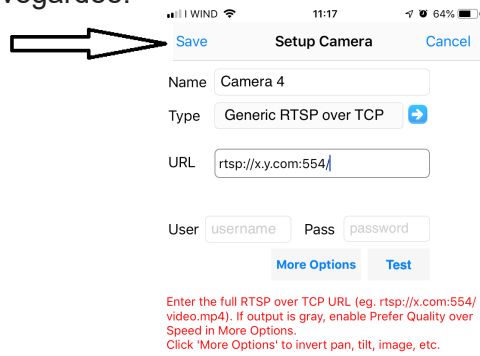 I WIND 11:17 64%
Save Setup Camera Cancel
Name Camera 4
Type Generic RTSP over TCP
URL rtsp://x.y.com:554/
User username Pass password
More Options Test
Enter the full RTSP over TCP URL (eg. rtsp://x.com:554/
video.mp4). If output is gray, enable Prefer Quality over
Speed in More Options.
Click 'More Options' to invert pan, tilt, image, etc.